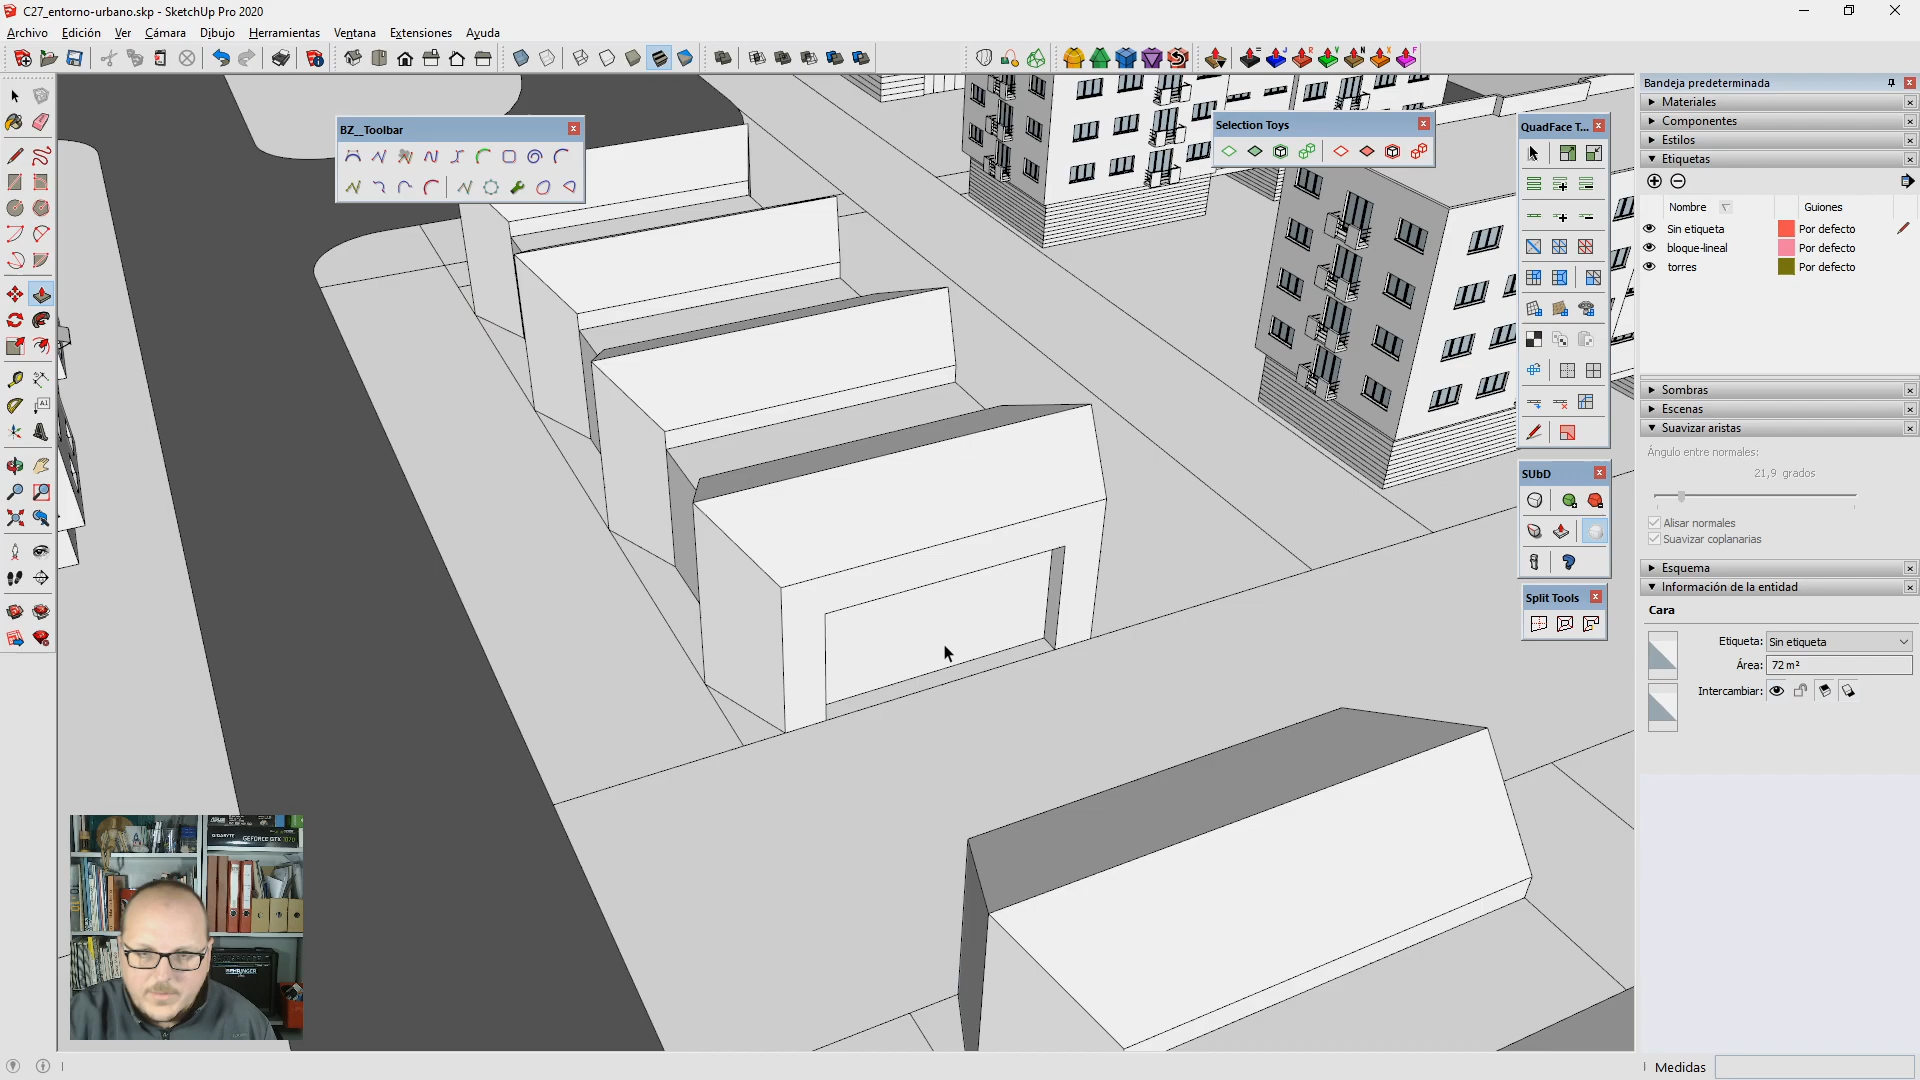 C27_entorno-urbano.skp - SketchUp Pro 2020
Archivo Edición Ver Cámara Dibujo Herramientas Ventana Extensiones Ayuda
BZ__Toolbar
Selection Toys
QuadFace T...
SUbD
Split Tools
Bandeja predeterminada
Materiales
Componentes
Estilos
Etiquetas
Nombre Guiones
Sin etiqueta Por defecto
bloque-lineal Por defecto
torres Por defecto
Sombras
Escenas
Suavizar aristas
Ángulo entre normales:
21,9 grados
Alisar normales
Suavizar coplanarias
Esquema
Información de la entidad
Cara
Etiqueta: Sin etiqueta
Área: 72 m²
Intercambiar:
GEFORCE GTX
Medidas